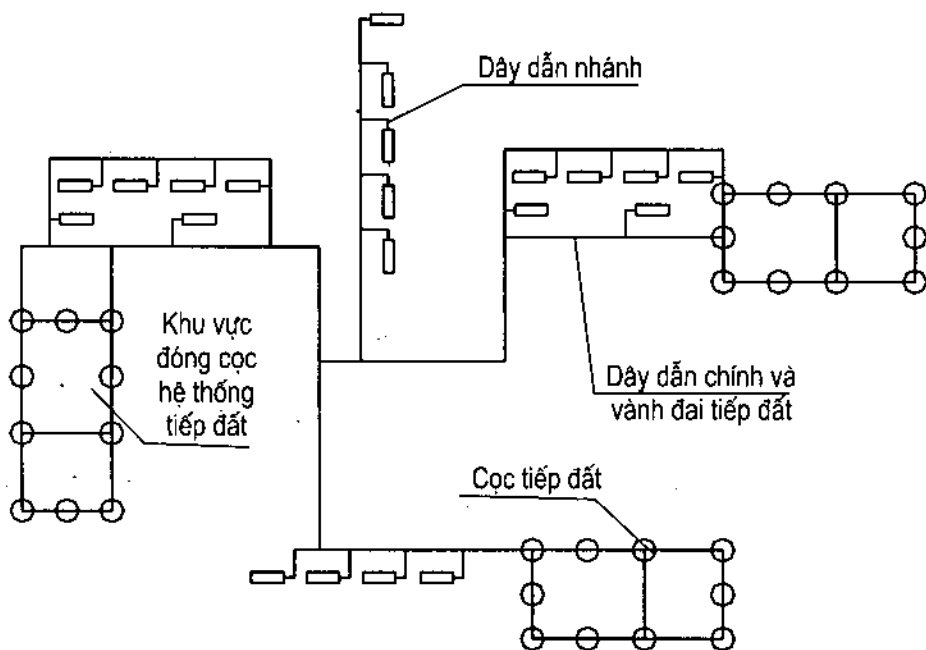 Dây dẫn nhánh
Khu vực
đóng cọc
hệ thống
tiếp đất
Dây dẫn chính và
vành đai tiếp đất
Cọc tiếp đất